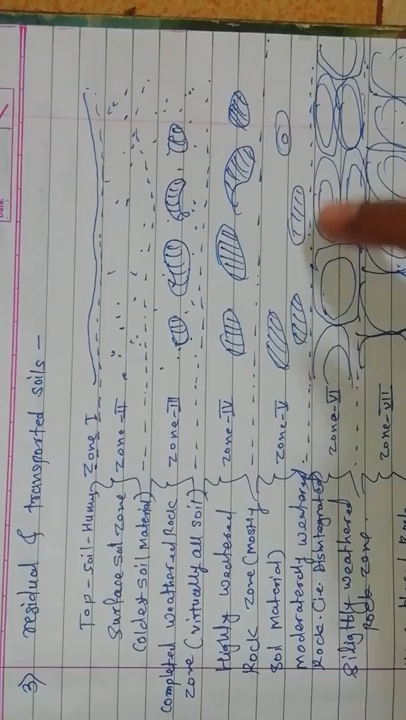 3) residual & transported soils -
Top-soil-Humus } Zone I
Surface soil zone } Zone-II
(oldest soil material)
Completed weathered Rock } Zone-III
zone (virtually all soil)
Highly weathered } Zone-IV
Rock zone (mostly
soil material) } Zone-V
moderately weathered
Rock. (i.e. Disintegrated } Zone-VI
Slightly weathered
Rock zone. } Zone-VII
Date: